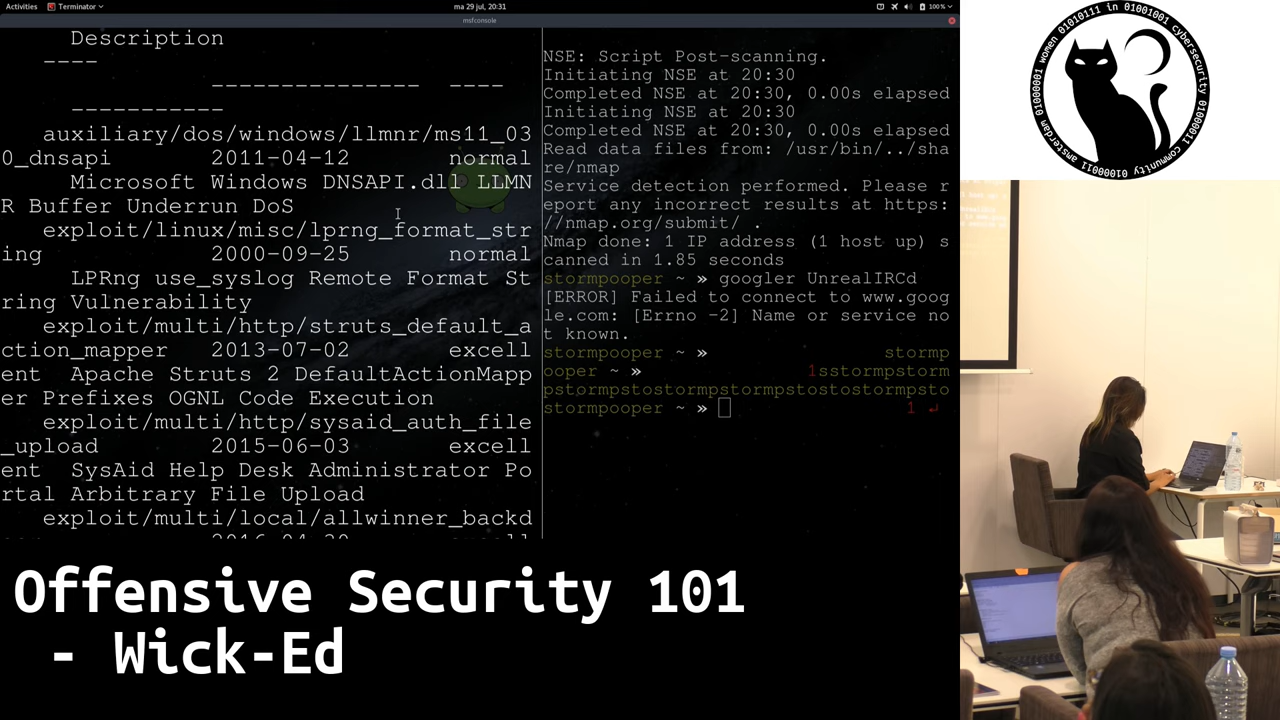 Activities
Terminator
ma 29 jul, 20:31
100%
msfconsole
Description
----
--------------- ----
-----------
auxiliary/dos/windows/llmnr/ms11_03
0_dnsapi 2011-04-12 normal
Microsoft Windows DNSAPI.dll LLMN
R Buffer Underrun DoS
exploit/linux/misc/lprng_format_str
ing 2000-09-25 normal
LPRng use_syslog Remote Format St
ring Vulnerability
exploit/multi/http/struts_default_a
ction_mapper 2013-07-02 excell
ent Apache Struts 2 DefaultActionMapp
er Prefixes OGNL Code Execution
exploit/multi/http/sysaid_auth_file
_upload 2015-06-03 excell
ent SysAid Help Desk Administrator Po
rtal Arbitrary File Upload
exploit/multi/local/allwinner_backd
NSE: Script Post-scanning.
Initiating NSE at 20:30
Completed NSE at 20:30, 0.00s elapsed
Initiating NSE at 20:30
Completed NSE at 20:30, 0.00s elapsed
Read data files from: /usr/bin/../sha
re/nmap
Service detection performed. Please r
eport any incorrect results at https:
//nmap.org/submit/ .
Nmap done: 1 IP address (1 host up) s
canned in 1.85 seconds
stormpooper ~ » googler UnrealIRCd
[ERROR] Failed to connect to www.goog
le.com: [Errno -2] Name or service no
t known.
stormpooper ~ » stormp
ooper ~ » 1sstormpstorm
pstormpstostormpstormpstostostormpsto
stormpooper ~ » 1 ↵
Offensive Security 101
- Wick-Ed
amsterdam 01000001 women 01010111 in 01001001 cybersecurity 01000011 community 01000011